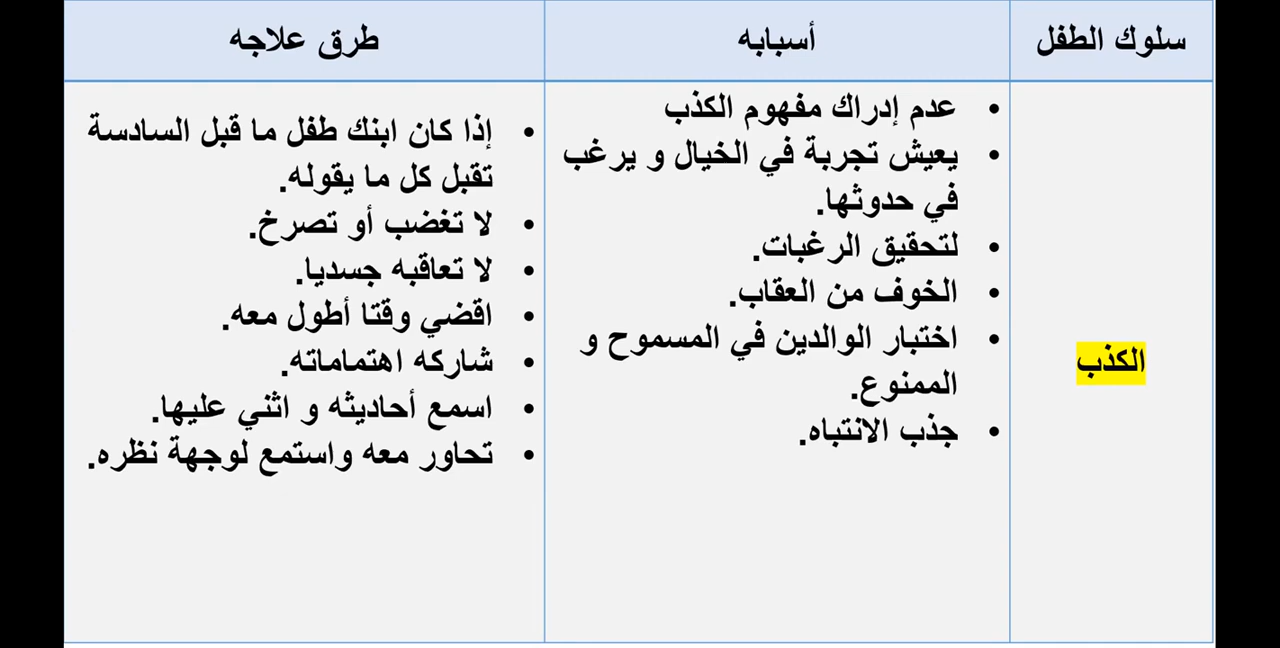 سلوك الطفل
أسبابه
طرق علاجه
الكذب
• عدم إدراك مفهوم الكذب
• يعيش تجربة في الخيال و يرغب
في حدوثها.
• لتحقيق الرغبات.
• الخوف من العقاب.
• اختبار الوالدين في المسموح و
الممنوع.
• جذب الانتباه.
• إذا كان ابنك طفل ما قبل السادسة
تقبل كل ما يقوله.
• لا تغضب أو تصرخ.
• لا تعاقبه جسديا.
• اقضي وقتا أطول معه.
• شاركه اهتماماته.
• اسمع أحاديثه و اثني عليها.
• تحاور معه واستمع لوجهة نظره.